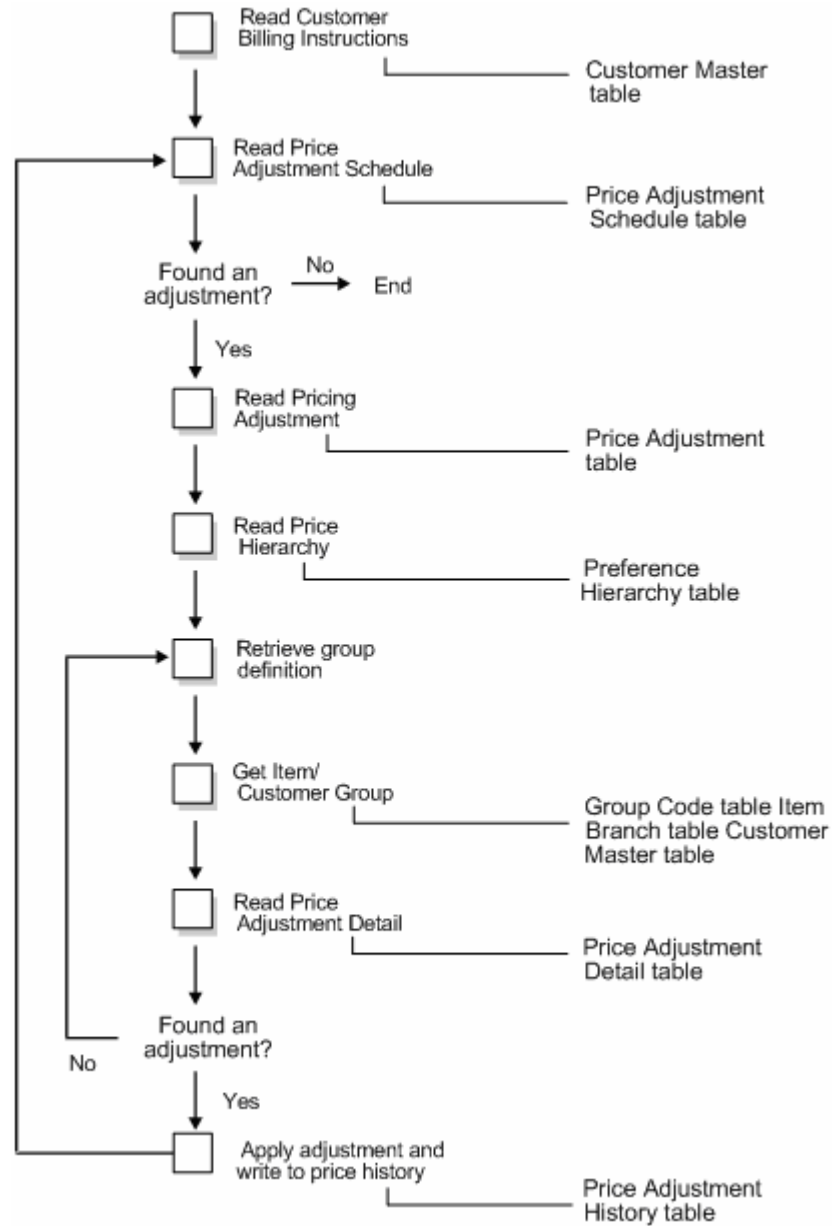 Read Customer
Billing Instructions
Customer Master
table
Read Price
Adjustment Schedule
Price Adjustment
Schedule table
Found an
adjustment?
No
End
Yes
Read Pricing
Adjustment
Price Adjustment
table
Read Price
Hierarchy
Preference
Hierarchy table
Retrieve group
definition
Get Item/
Customer Group
Group Code table Item
Branch table Customer
Master table
Read Price
Adjustment Detail
Price Adjustment
Detail table
Found an
adjustment?
No
Yes
Apply adjustment and
write to price history
Price Adjustment
History table